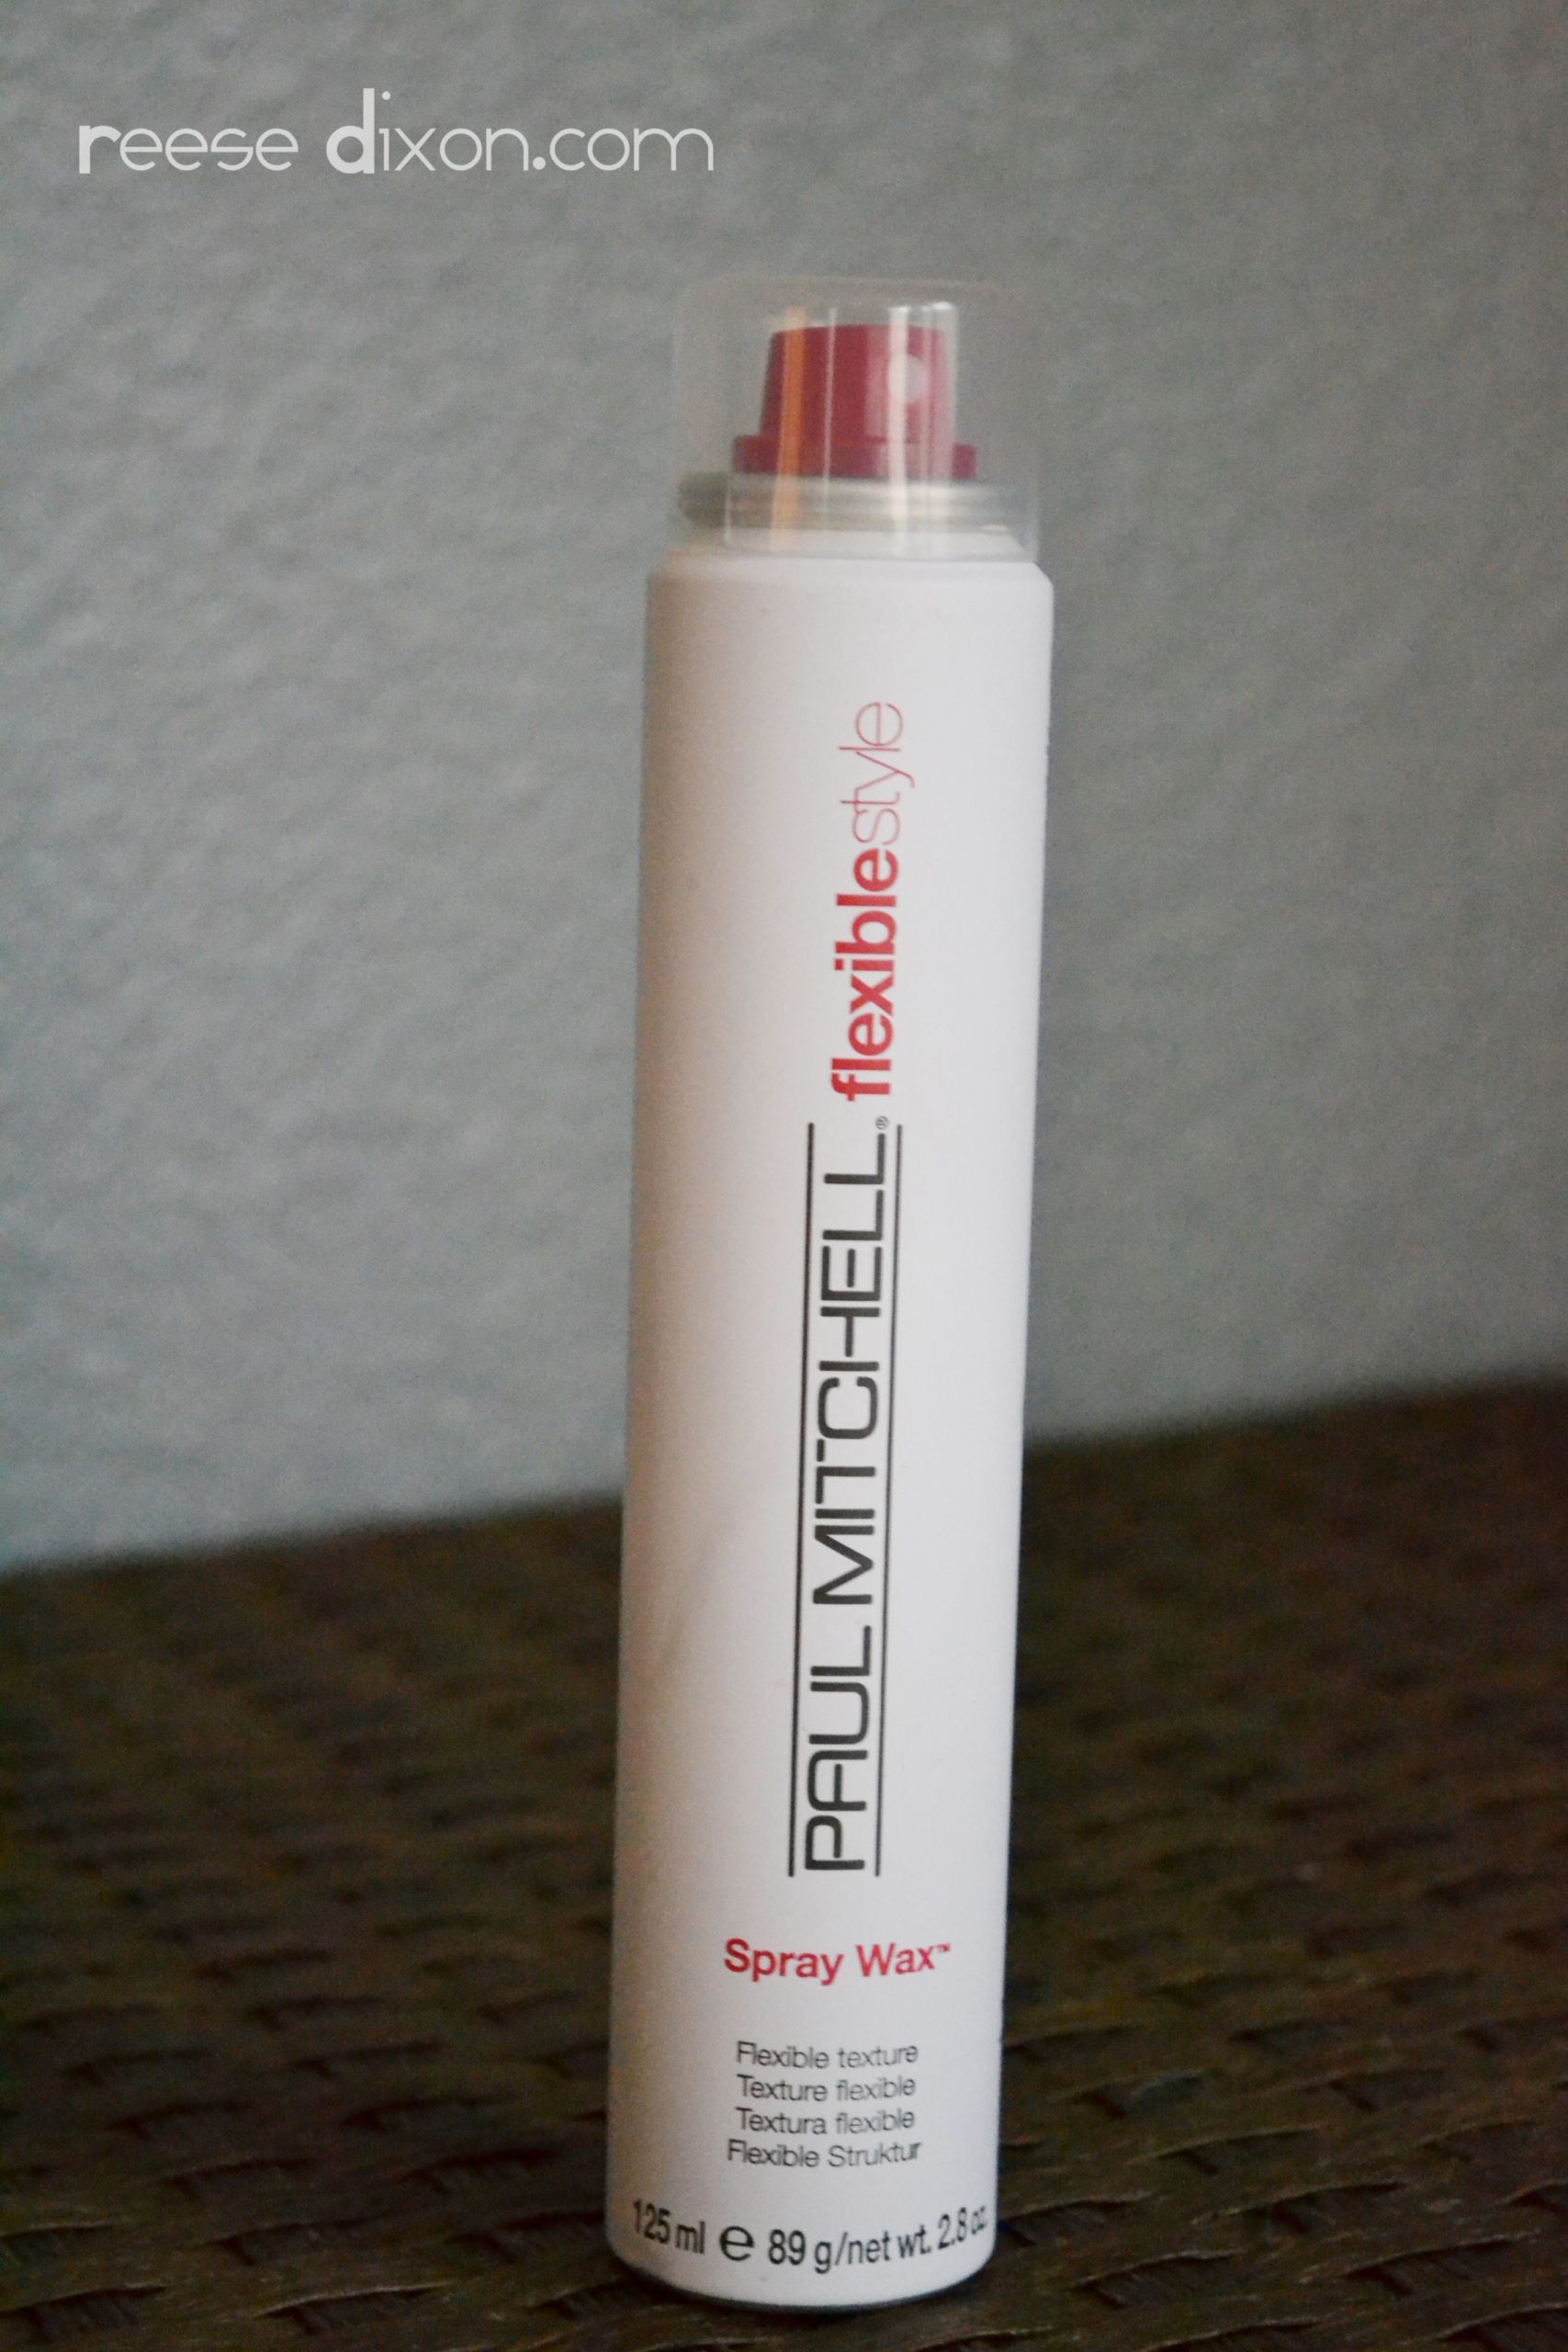 reese dixon.com
PAUL MITCHELL® flexiblestyle
Spray Wax™
Flexible texture
Texture flexible
Textura flexible
Flexible Struktur
125 ml e 89 g/net wt. 2.8 oz.